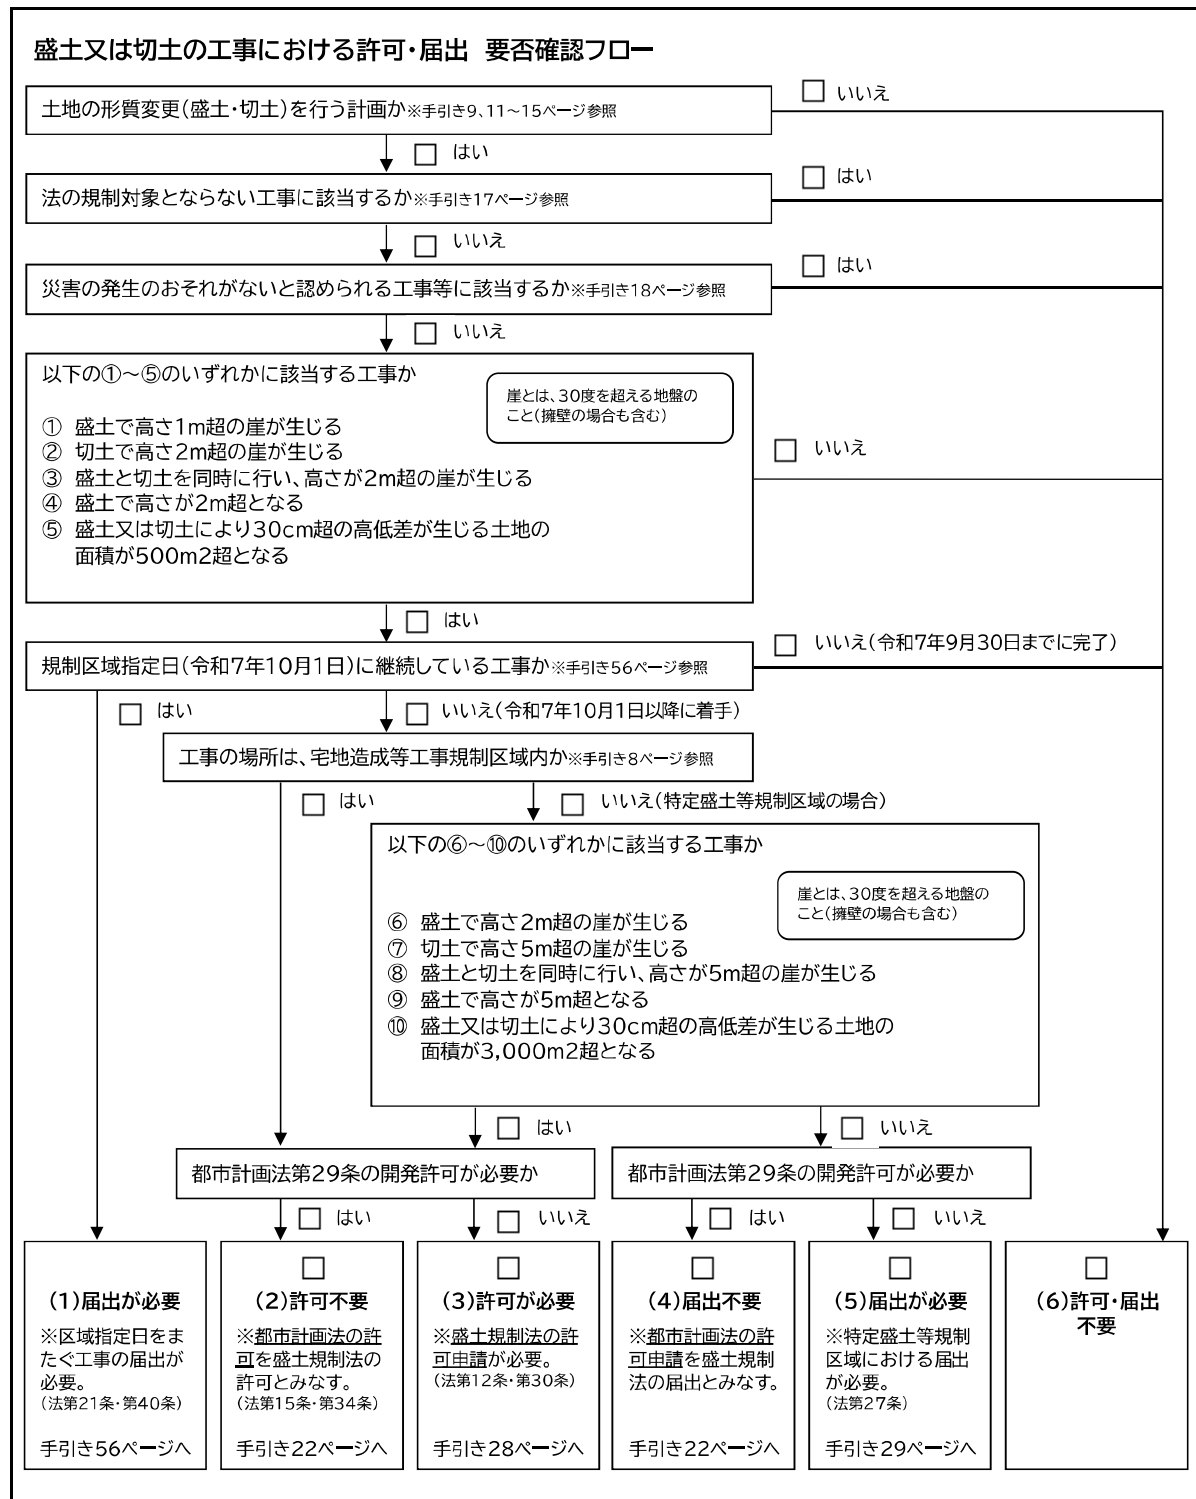 盛土又は切土の工事における許可・届出　要否確認フロー
土地の形質変更（盛土・切土）を行う計画か※手引き9、11～15ページ参照
いいえ
はい
法の規制対象とならない工事に該当するか※手引き17ページ参照
はい
いいえ
災害の発生のおそれがないと認められる工事等に該当するか※手引き18ページ参照
はい
いいえ
以下の①～⑤のいずれかに該当する工事か
崖とは、30度を超える地盤の
こと（擁壁の場合も含む）
① 盛土で高さ1m超の崖が生じる
② 切土で高さ2m超の崖が生じる
③ 盛土と切土を同時に行い、高さが2m超の崖が生じる
④ 盛土で高さが2m超となる
⑤ 盛土又は切土により30cm超の高低差が生じる土地の
面積が500m2超となる
いいえ
はい
規制区域指定日（令和7年10月1日）に継続している工事か※手引き56ページ参照
いいえ（令和7年9月30日までに完了）
はい
いいえ（令和7年10月1日以降に着手）
工事の場所は、宅地造成等工事規制区域内か※手引き8ページ参照
はい
いいえ（特定盛土等規制区域の場合）
以下の⑥～⑩のいずれかに該当する工事か
崖とは、30度を超える地盤の
こと（擁壁の場合も含む）
⑥ 盛土で高さ2m超の崖が生じる
⑦ 切土で高さ5m超の崖が生じる
⑧ 盛土と切土を同時に行い、高さが5m超の崖が生じる
⑨ 盛土で高さが5m超となる
⑩ 盛土又は切土により30cm超の高低差が生じる土地の
面積が3,000m2超となる
はい
いいえ
都市計画法第29条の開発許可が必要か
都市計画法第29条の開発許可が必要か
はい
いいえ
はい
いいえ
（1）届出が必要
※区域指定日をま
たぐ工事の届出が
必要。
（法第21条・第40条）
手引き56ページへ
（2）許可不要
※都市計画法の許
可を盛土規制法の
許可とみなす。
（法第15条・第34条）
手引き22ページへ
（3）許可が必要
※盛土規制法の許
可申請が必要。
（法第12条・第30条）
手引き28ページへ
（4）届出不要
※都市計画法の許
可申請を盛土規制
法の届出とみなす。
手引き22ページへ
（5）届出が必要
※特定盛土等規制
区域における届出
が必要。
（法第27条）
手引き29ページへ
（6）許可・届出
不要